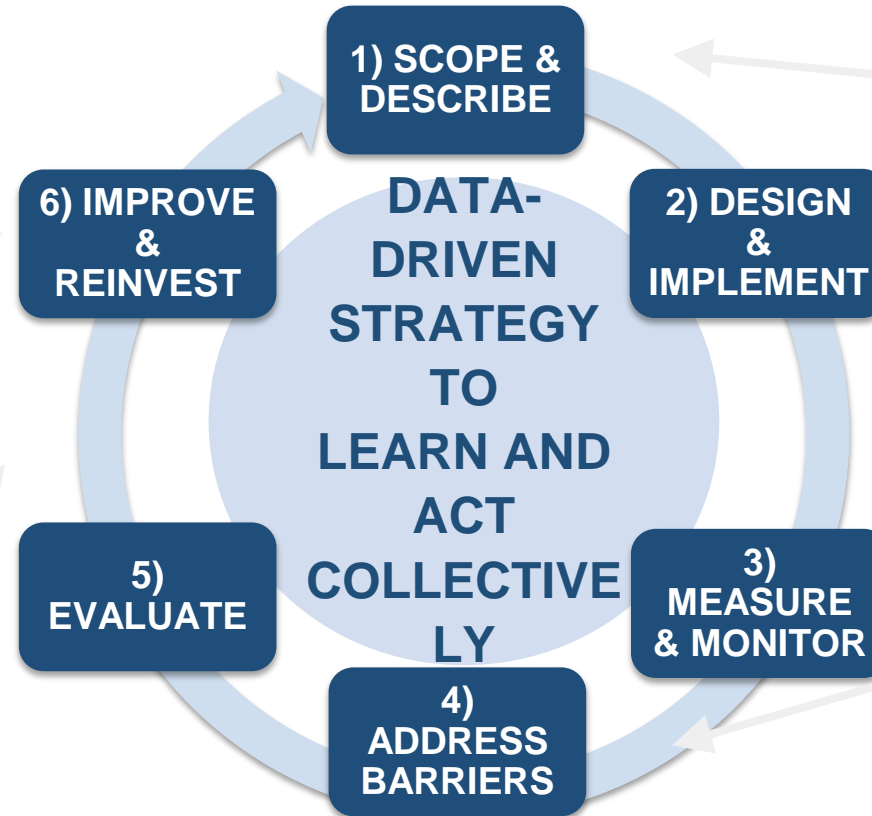 1) SCOPE &
DESCRIBE
2) DESIGN
&
IMPLEMENT
3)
MEASURE
& MONITOR
4)
ADDRESS
BARRIERS
5)
EVALUATE
6) IMPROVE
&
REINVEST
DATA-
DRIVEN
STRATEGY
TO
LEARN AND
ACT
COLLECTIVE
LY